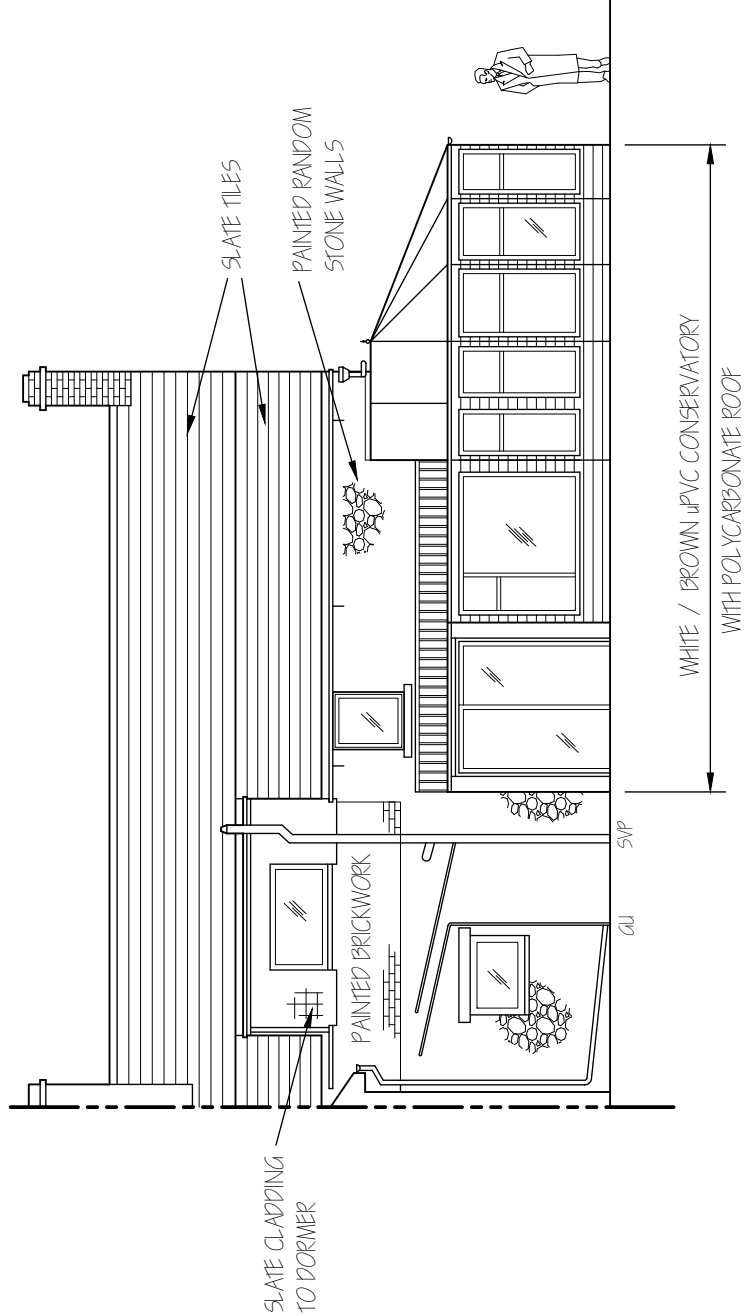 SLATE TILES
PAINTED RANDOM
STONE WALLS
SLATE CLADDING
TO DORMER
PAINTED BRICKWORK
GU
SVP
WHITE / BROWN uPVC CONSERVATORY
WITH POLYCARBONATE ROOF